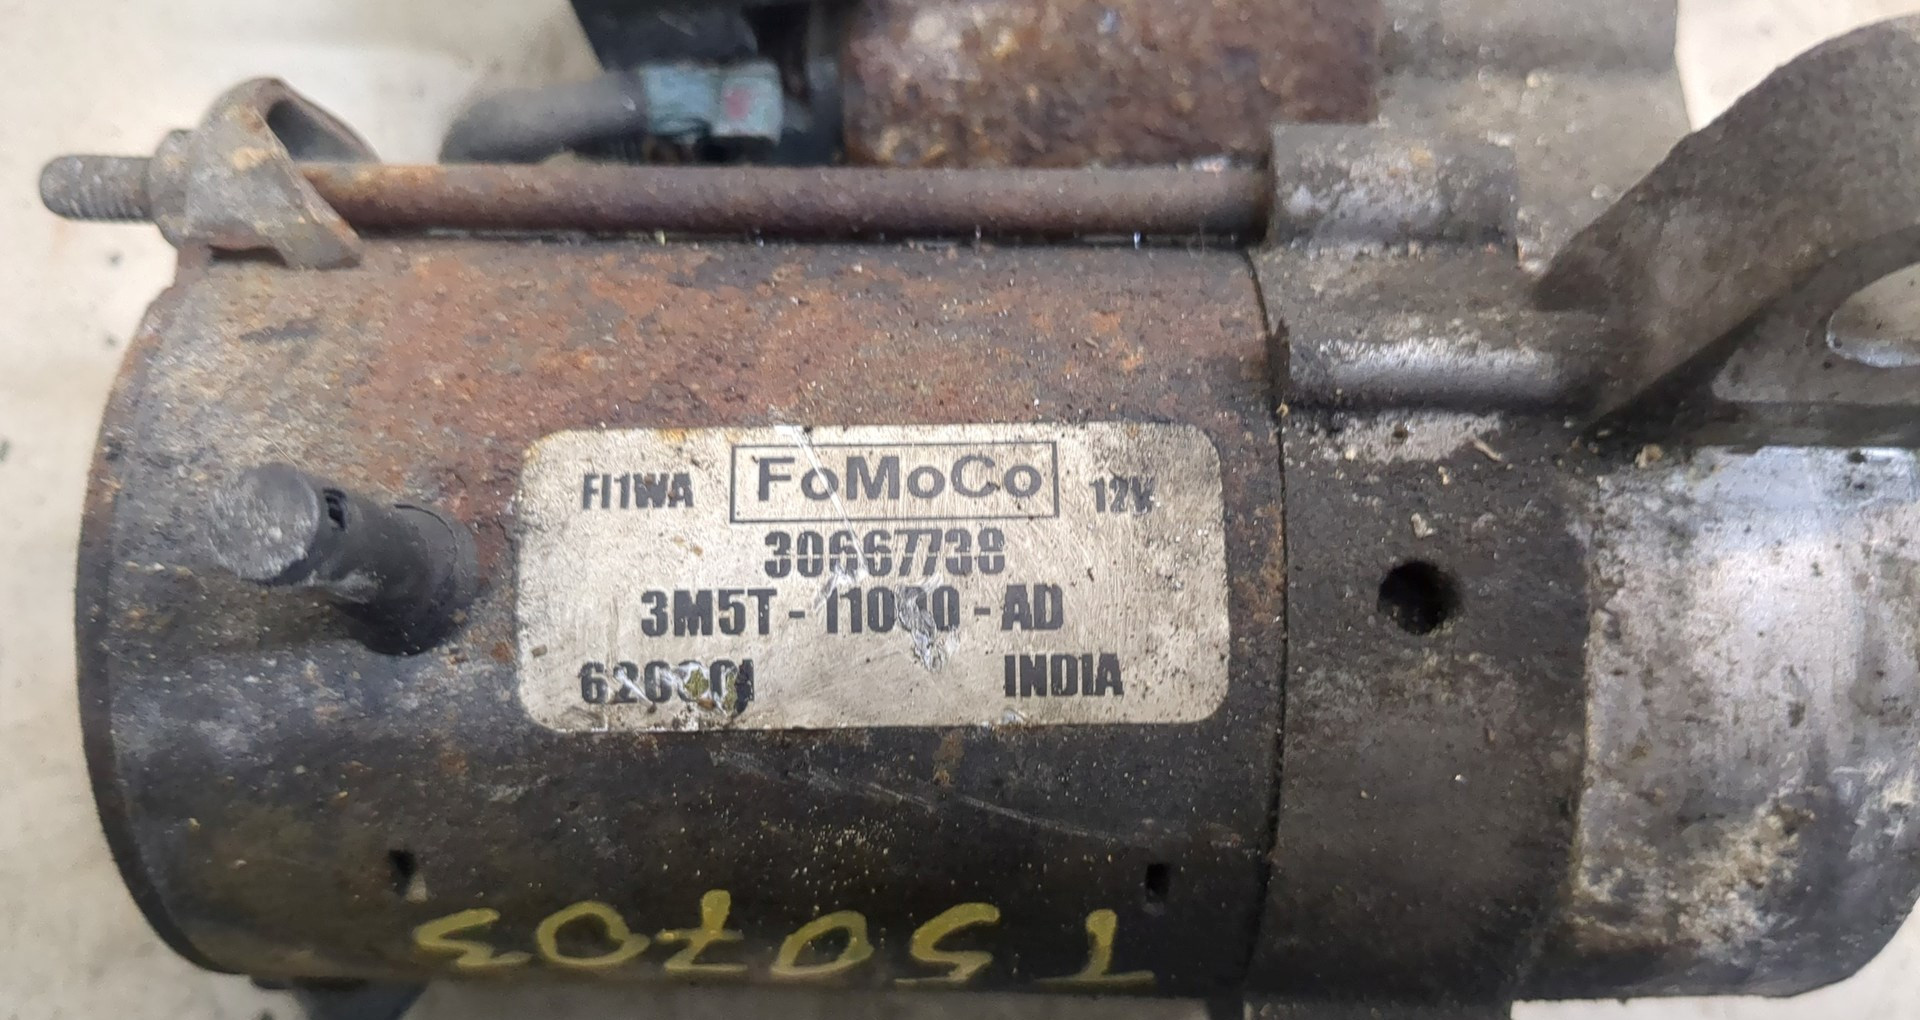 FI1WA FoMoCo 12V
30667738
3M5T-11000-AD
INDIA
T50703